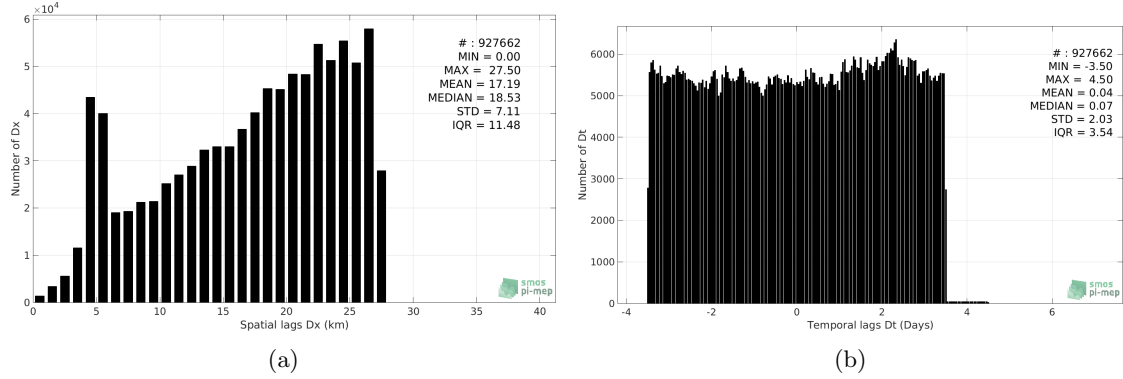 ×10⁴
6
5
4
3
2
1
0
Number of Dx
# : 927662
MIN = 0.00
MAX = 27.50
MEAN = 17.19
MEDIAN = 18.53
STD = 7.11
IQR = 11.48
smos
pi-mep
0 5 10 15 20 25 30 35 40
Spatial lags Dx (km)
(a)
6000
5000
4000
3000
2000
1000
0
Number of Dt
# : 927662
MIN = -3.50
MAX = 4.50
MEAN = 0.04
MEDIAN = 0.07
STD = 2.03
IQR = 3.54
smos
pi-mep
-4 -2 0 2 4 6
Temporal lags Dt (Days)
(b)